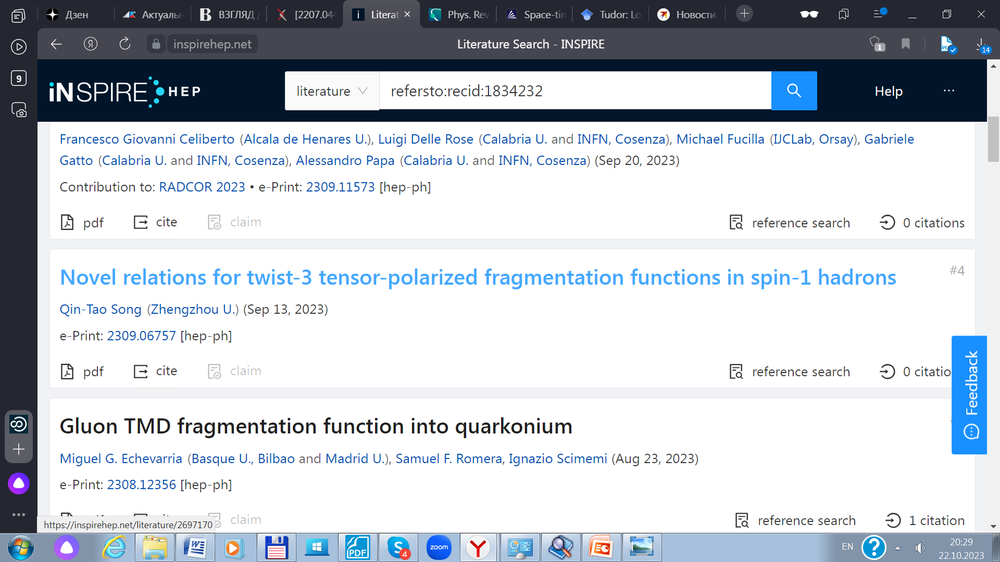 Дзен
Актуальн
ВЗГЛЯД /
[2207.044
Literat
Phys. Rev
Space-tim
Tudor: Lo
Новости
inspirehep.net
Literature Search - INSPIRE
1
14
9
iNSPIRE HEP
literature
refersto:recid:1834232
Help
Francesco Giovanni Celiberto (Alcala de Henares U.), Luigi Delle Rose (Calabria U. and INFN, Cosenza), Michael Fucilla (IJCLab, Orsay), Gabriele
Gatto (Calabria U. and INFN, Cosenza), Alessandro Papa (Calabria U. and INFN, Cosenza) (Sep 20, 2023)
Contribution to: RADCOR 2023 • e-Print: 2309.11573 [hep-ph]
pdf cite claim reference search 0 citations
Novel relations for twist-3 tensor-polarized fragmentation functions in spin-1 hadrons #4
Qin-Tao Song (Zhengzhou U.) (Sep 13, 2023)
e-Print: 2309.06757 [hep-ph]
pdf cite claim reference search 0 citatio
Feedback
Gluon TMD fragmentation function into quarkonium
Miguel G. Echevarria (Basque U., Bilbao and Madrid U.), Samuel F. Romera, Ignazio Scimemi (Aug 23, 2023)
e-Print: 2308.12356 [hep-ph]
claim reference search 1 citation
https://inspirehep.net/literature/2697170
PDF
4
zoom
EN
20:29
22.10.2023